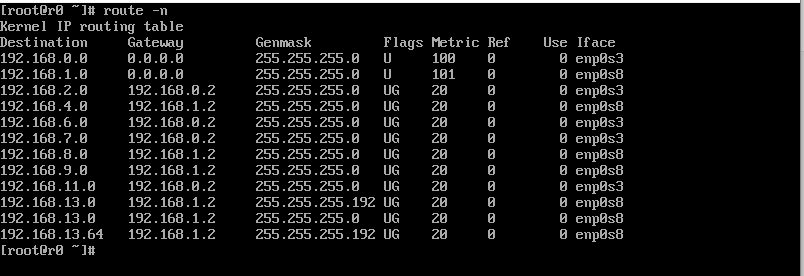 [root@r0 ~]# route -n
Kernel IP routing table
Destination     Gateway         Genmask         Flags Metric Ref    Use Iface
192.168.0.0     0.0.0.0         255.255.255.0   U     100    0        0 enp0s3
192.168.1.0     0.0.0.0         255.255.255.0   U     101    0        0 enp0s8
192.168.2.0     192.168.0.2     255.255.255.0   UG    20     0        0 enp0s3
192.168.4.0     192.168.1.2     255.255.255.0   UG    20     0        0 enp0s8
192.168.6.0     192.168.0.2     255.255.255.0   UG    20     0        0 enp0s3
192.168.7.0     192.168.0.2     255.255.255.0   UG    20     0        0 enp0s3
192.168.8.0     192.168.1.2     255.255.255.0   UG    20     0        0 enp0s8
192.168.9.0     192.168.1.2     255.255.255.0   UG    20     0        0 enp0s8
192.168.11.0    192.168.0.2     255.255.255.0   UG    20     0        0 enp0s3
192.168.13.0    192.168.1.2     255.255.255.192 UG    20     0        0 enp0s8
192.168.13.0    192.168.1.2     255.255.255.0   UG    20     0        0 enp0s8
192.168.13.64   192.168.1.2     255.255.255.192 UG    20     0        0 enp0s8
[root@r0 ~]#